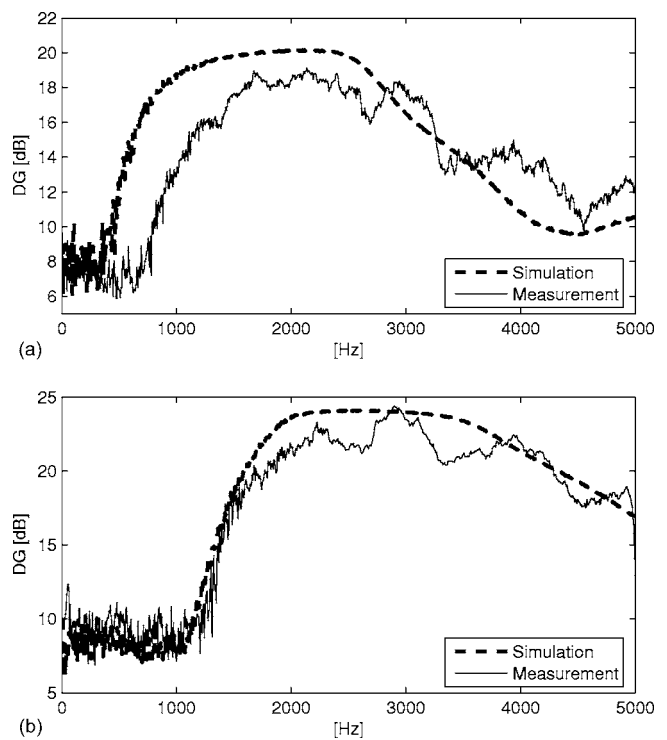 22
20
18
16
14
12
10
8
6
DG [dB]
Simulation
Measurement
0 1000 2000 3000 4000 5000
(a) [Hz]
25
20
15
10
5
DG [dB]
Simulation
Measurement
0 1000 2000 3000 4000 5000
(b) [Hz]